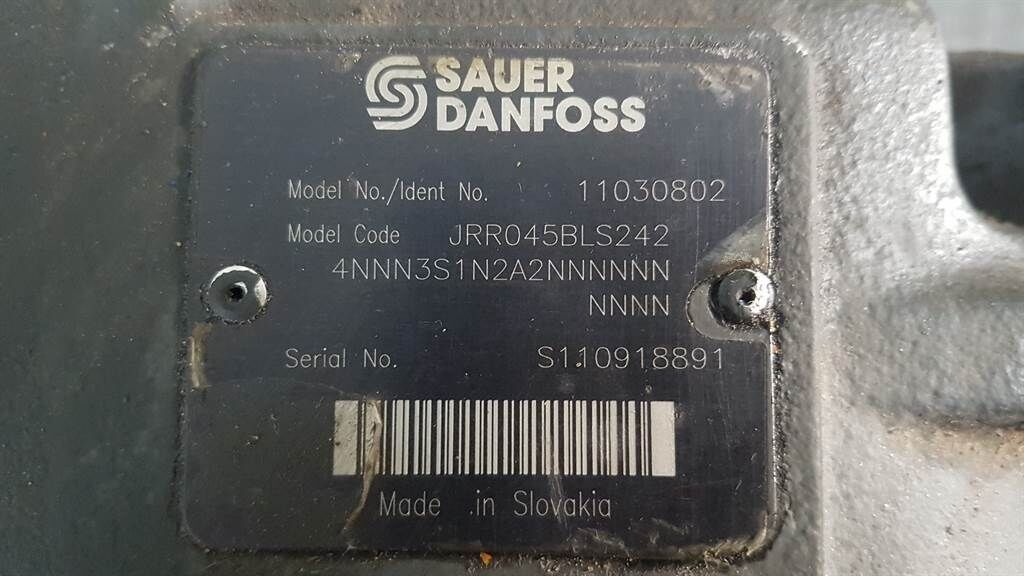 SAUER
DANFOSS
Model No./Ident No. 11030802
Model Code JRR045BLS242
4NNN3S1N2A2NNNNNN
NNNN
Serial No. S110918891
Made in Slovakia